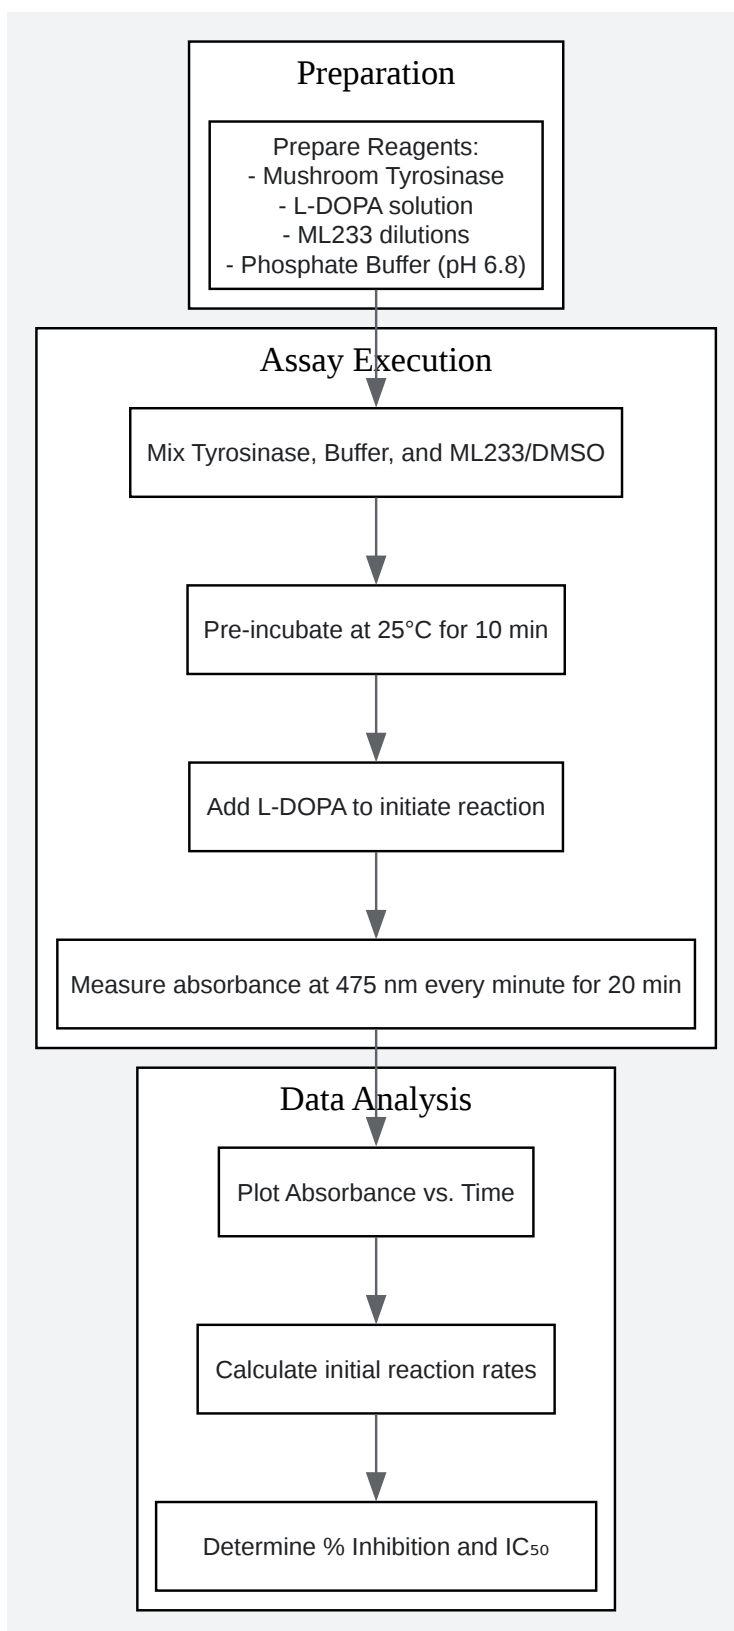 Preparation
Prepare Reagents:
- Mushroom Tyrosinase
- L-DOPA solution
- ML233 dilutions
- Phosphate Buffer (pH 6.8)
Assay Execution
Mix Tyrosinase, Buffer, and ML233/DMSO
Pre-incubate at 25°C for 10 min
Add L-DOPA to initiate reaction
Measure absorbance at 475 nm every minute for 20 min
Data Analysis
Plot Absorbance vs. Time
Calculate initial reaction rates
Determine % Inhibition and IC₅₀